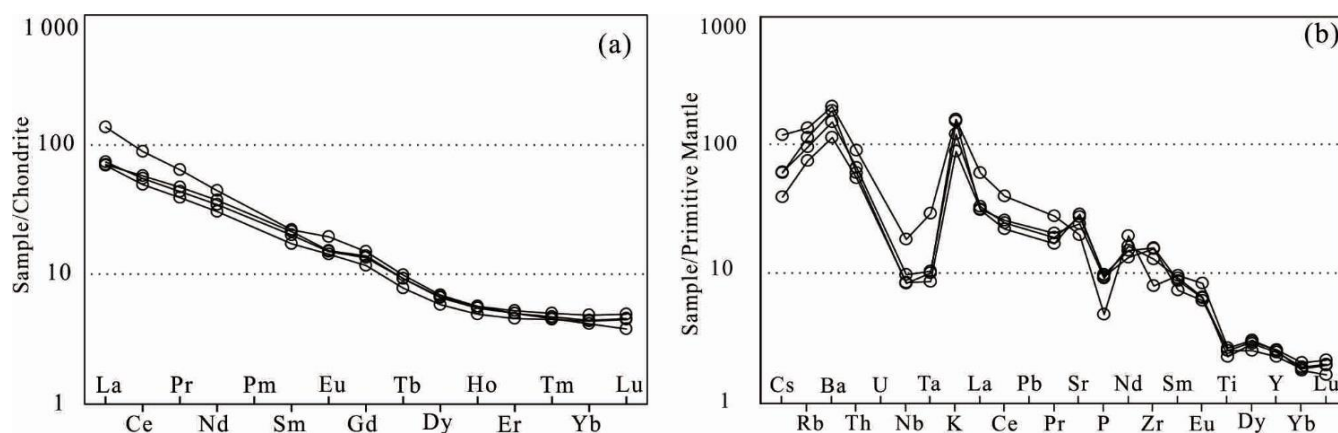 1 000
(a)
100
10
1
Sample/Chondrite
La Pr Pm Eu Tb Ho Tm Lu
Ce Nd Sm Gd Dy Er Yb
1000
(b)
100
10
1
Sample/Primitive Mantle
Cs Ba U Ta La Pb Sr Nd Sm Ti Y Lu
Rb Th Nb K Ce Pr P Zr Eu Dy Yb